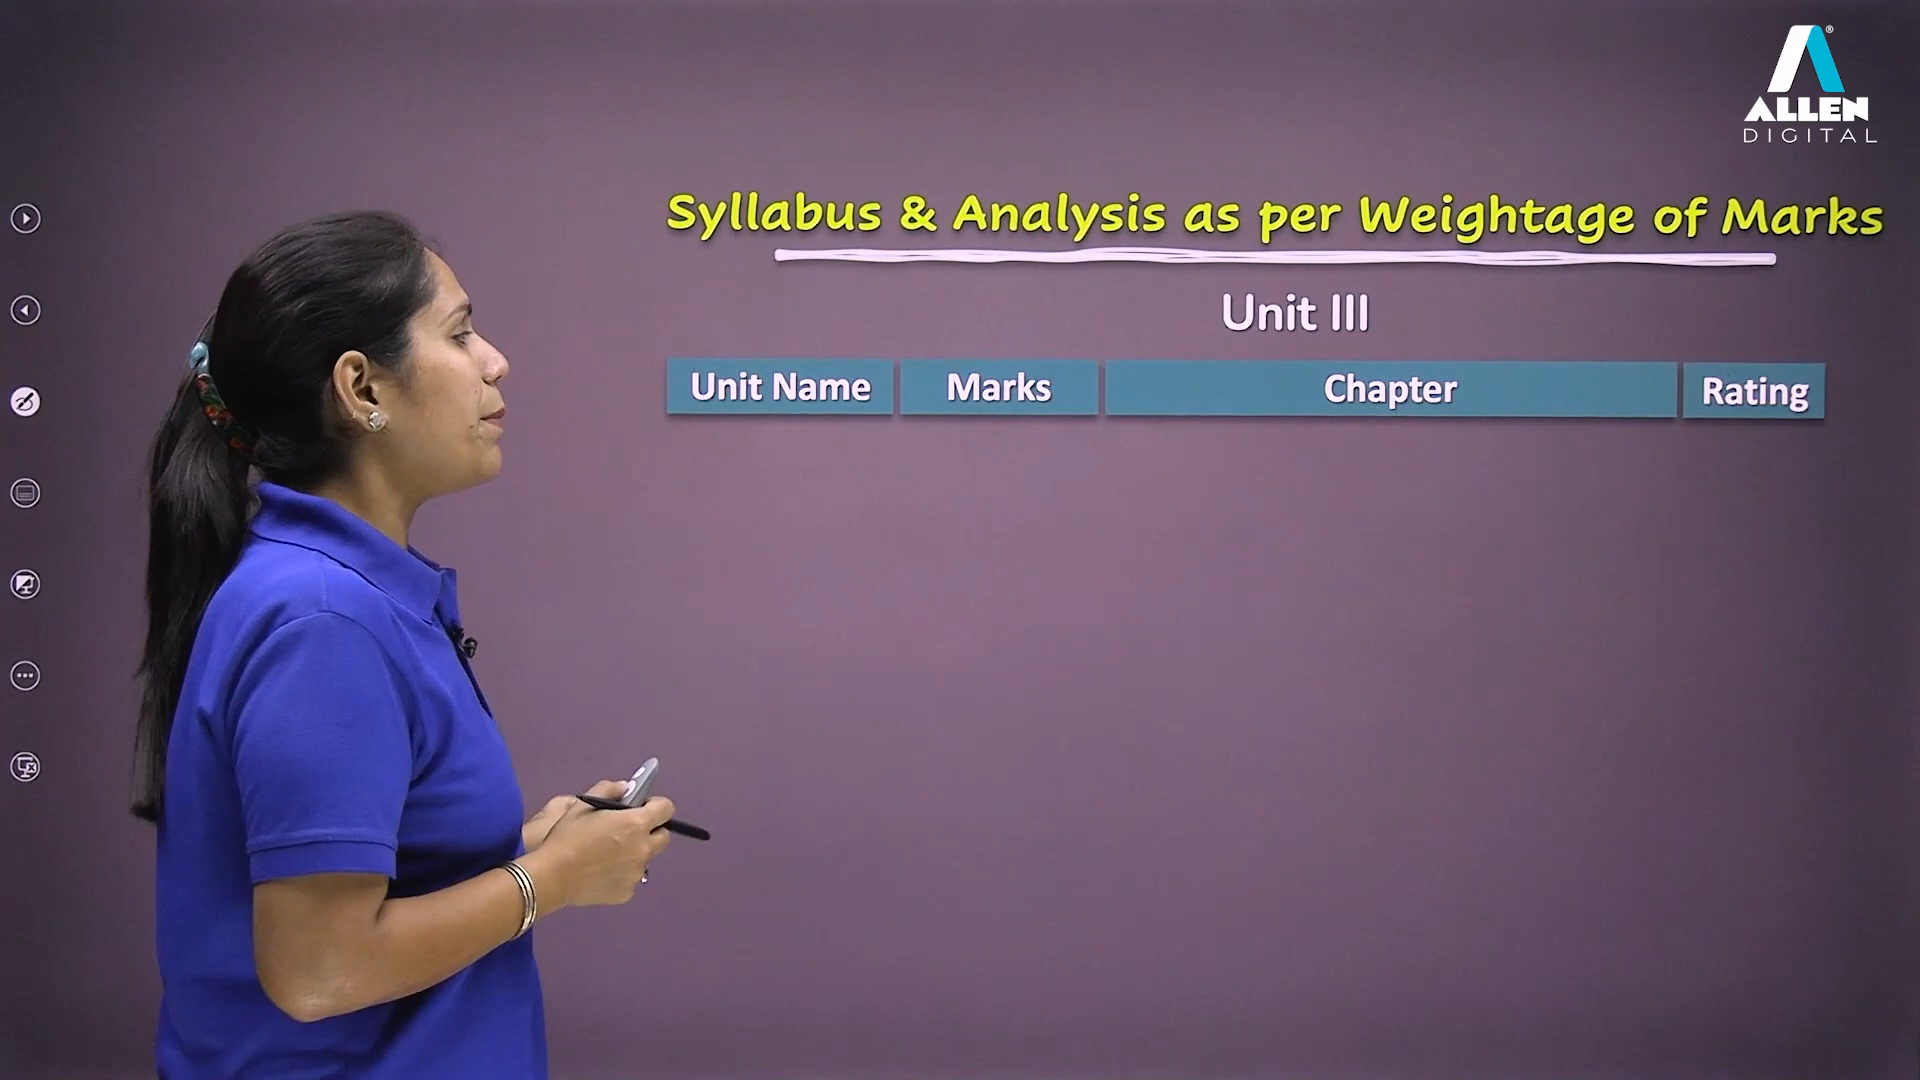 ALLEN
DIGITAL
Syllabus & Analysis as per Weightage of Marks
Unit III
Unit Name Marks Chapter Rating